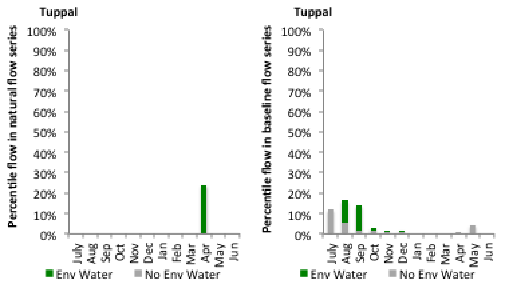 Tuppal
Percentile flow in natural flow series
100%
90%
80%
70%
60%
50%
40%
30%
20%
10%
0%
July
Aug
Sep
Oct
Nov
Dec
Jan
Feb
Mar
Apr
May
Jun
Env Water No Env Water
Tuppal
Percentile flow in baseline flow series
100%
90%
80%
70%
60%
50%
40%
30%
20%
10%
0%
July
Aug
Sep
Oct
Nov
Dec
Jan
Feb
Mar
Apr
May
Jun
Env Water No Env Water